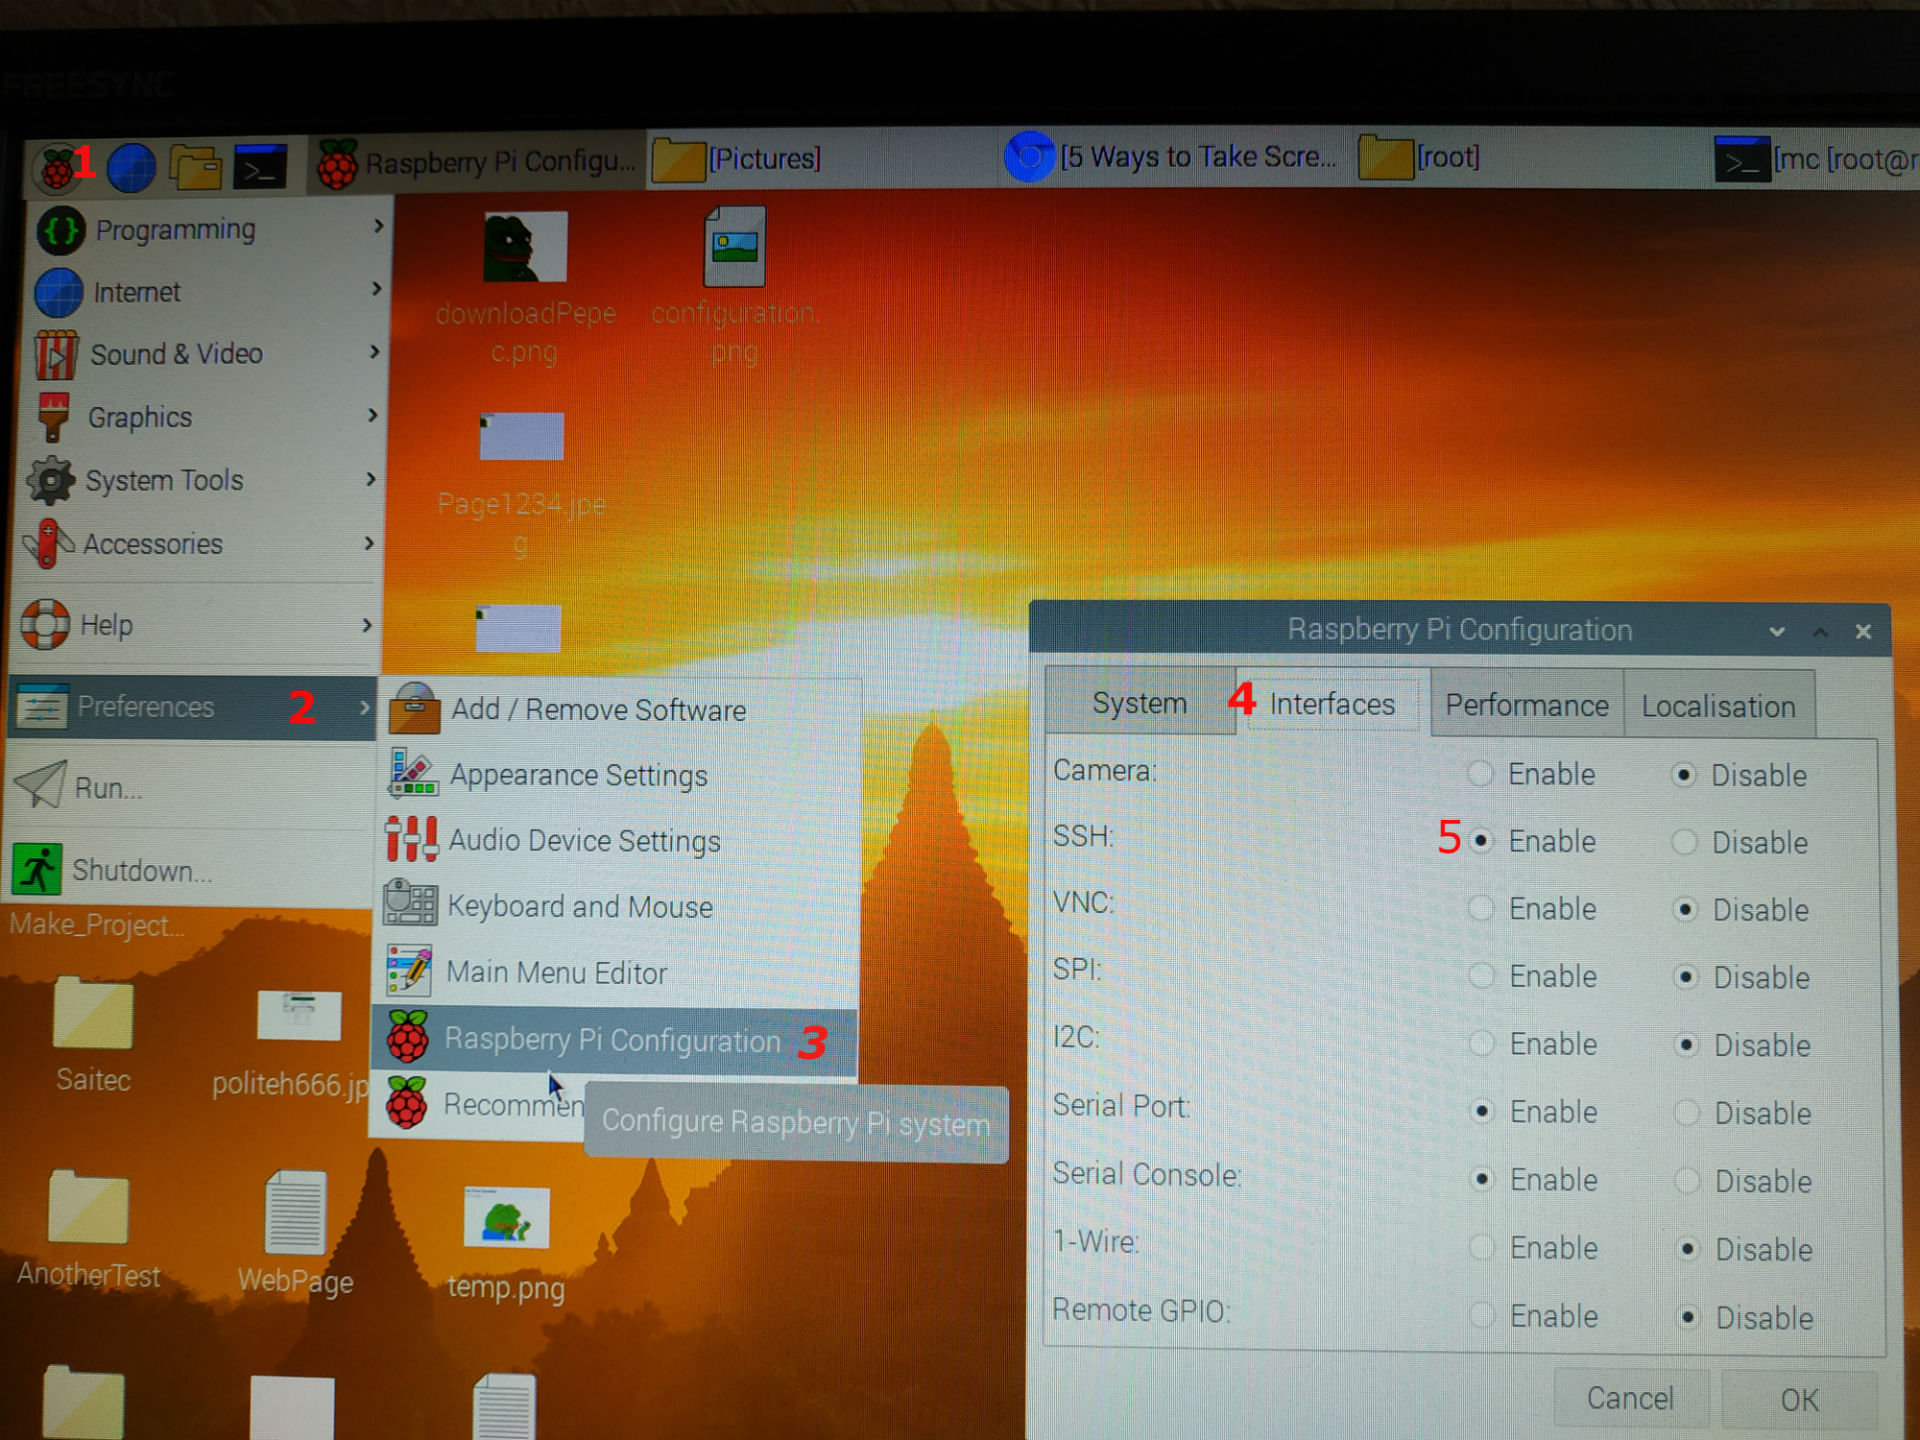 FREESYNC
1
Raspberry Pi Configu...
[Pictures]
[5 Ways to Take Scre...
[root]
[mc [root@r
Programming
Internet
Sound & Video
Graphics
System Tools
Accessories
Help
Preferences 2
Run...
Shutdown...
Add / Remove Software
Appearance Settings
Audio Device Settings
Keyboard and Mouse
Main Menu Editor
Raspberry Pi Configuration 3
Recommen
Configure Raspberry Pi system
downloadPepe
c.png
configuration.
png
Page1234.jpe
g
Make_Project...
Saitec
politeh666.jp
AnotherTest
WebPage
temp.png
Raspberry Pi Configuration
System 4 Interfaces Performance Localisation
Camera: Enable Disable
SSH: 5 Enable Disable
VNC: Enable Disable
SPI: Enable Disable
I2C: Enable Disable
Serial Port: Enable Disable
Serial Console: Enable Disable
1-Wire: Enable Disable
Remote GPIO: Enable Disable
Cancel OK